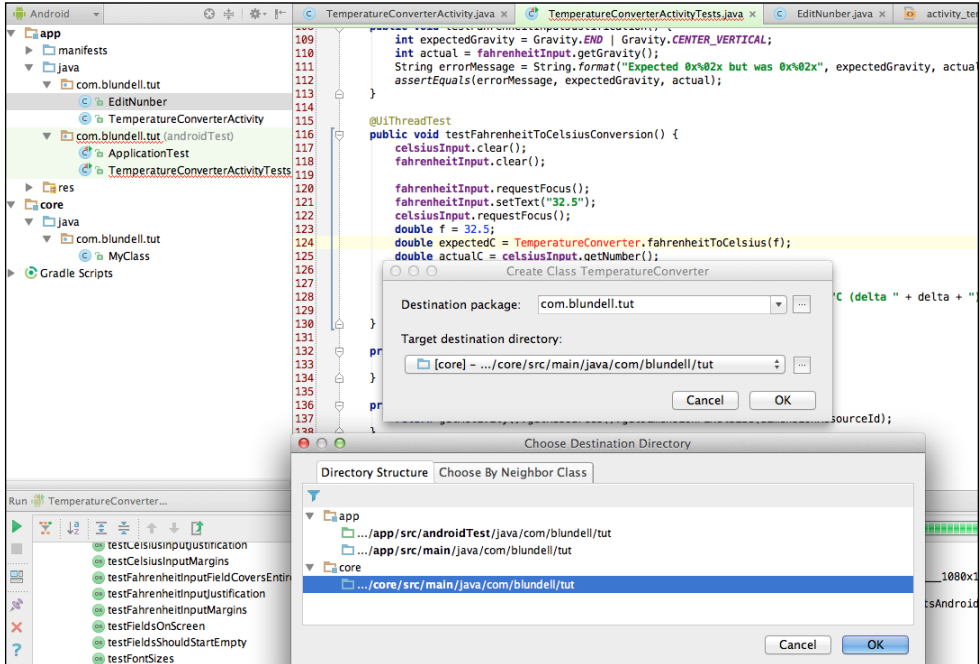 Android
TemperatureConverterActivity.java
TemperatureConverterActivityTests.java
EditNunber.java
app
manifests
java
com.blundell.tut
EditNunber
TemperatureConverterActivity
com.blundell.tut (androidTest)
ApplicationTest
TemperatureConverterActivityTests
res
core
java
com.blundell.tut
MyClass
Gradle Scripts
109 int expectedGravity = Gravity.END | Gravity.CENTER_VERTICAL;
110 int actual = fahrenheitInput.getGravity();
111 String errorMessage = String.format("Expected 0x%02x but was 0x%02x", expectedGravity, actual
112 assertEquals(errorMessage, expectedGravity, actual);
113 }
114
115 @UiThreadTest
116 public void testFahrenheitToCelsiusConversion() {
117 celsiusInput.clear();
118 fahrenheitInput.clear();
119
120 fahrenheitInput.requestFocus();
121 fahrenheitInput.setText("32.5");
122 celsiusInput.requestFocus();
123 double f = 32.5;
124 double expectedC = TemperatureConverter.fahrenheitToCelsius(f);
125 double actualC = celsiusInput.getNumber();
126
127
128 °C (delta " + delta + ")
129
130 }
131
132 pr
133
134 }
135
136 pr
137
138 }
Create Class TemperatureConverter
Destination package: com.blundell.tut
Target destination directory:
[core] - .../core/src/main/java/com/blundell/tut
Cancel OK
Choose Destination Directory
Directory Structure Choose By Neighbor Class
app
.../app/src/androidTest/java/com/blundell/tut
.../app/src/main/java/com/blundell/tut
core
.../core/src/main/java/com/blundell/tut
Cancel OK
Run TemperatureConverter...
testCelsiusInputJustification
testCelsiusInputMargins
testFahrenheitInputFieldCoversEntire
testFahrenheitInputJustification
testFahrenheitInputMargins
testFieldsOnScreen
testFieldsShouldStartEmpty
testFontSizes